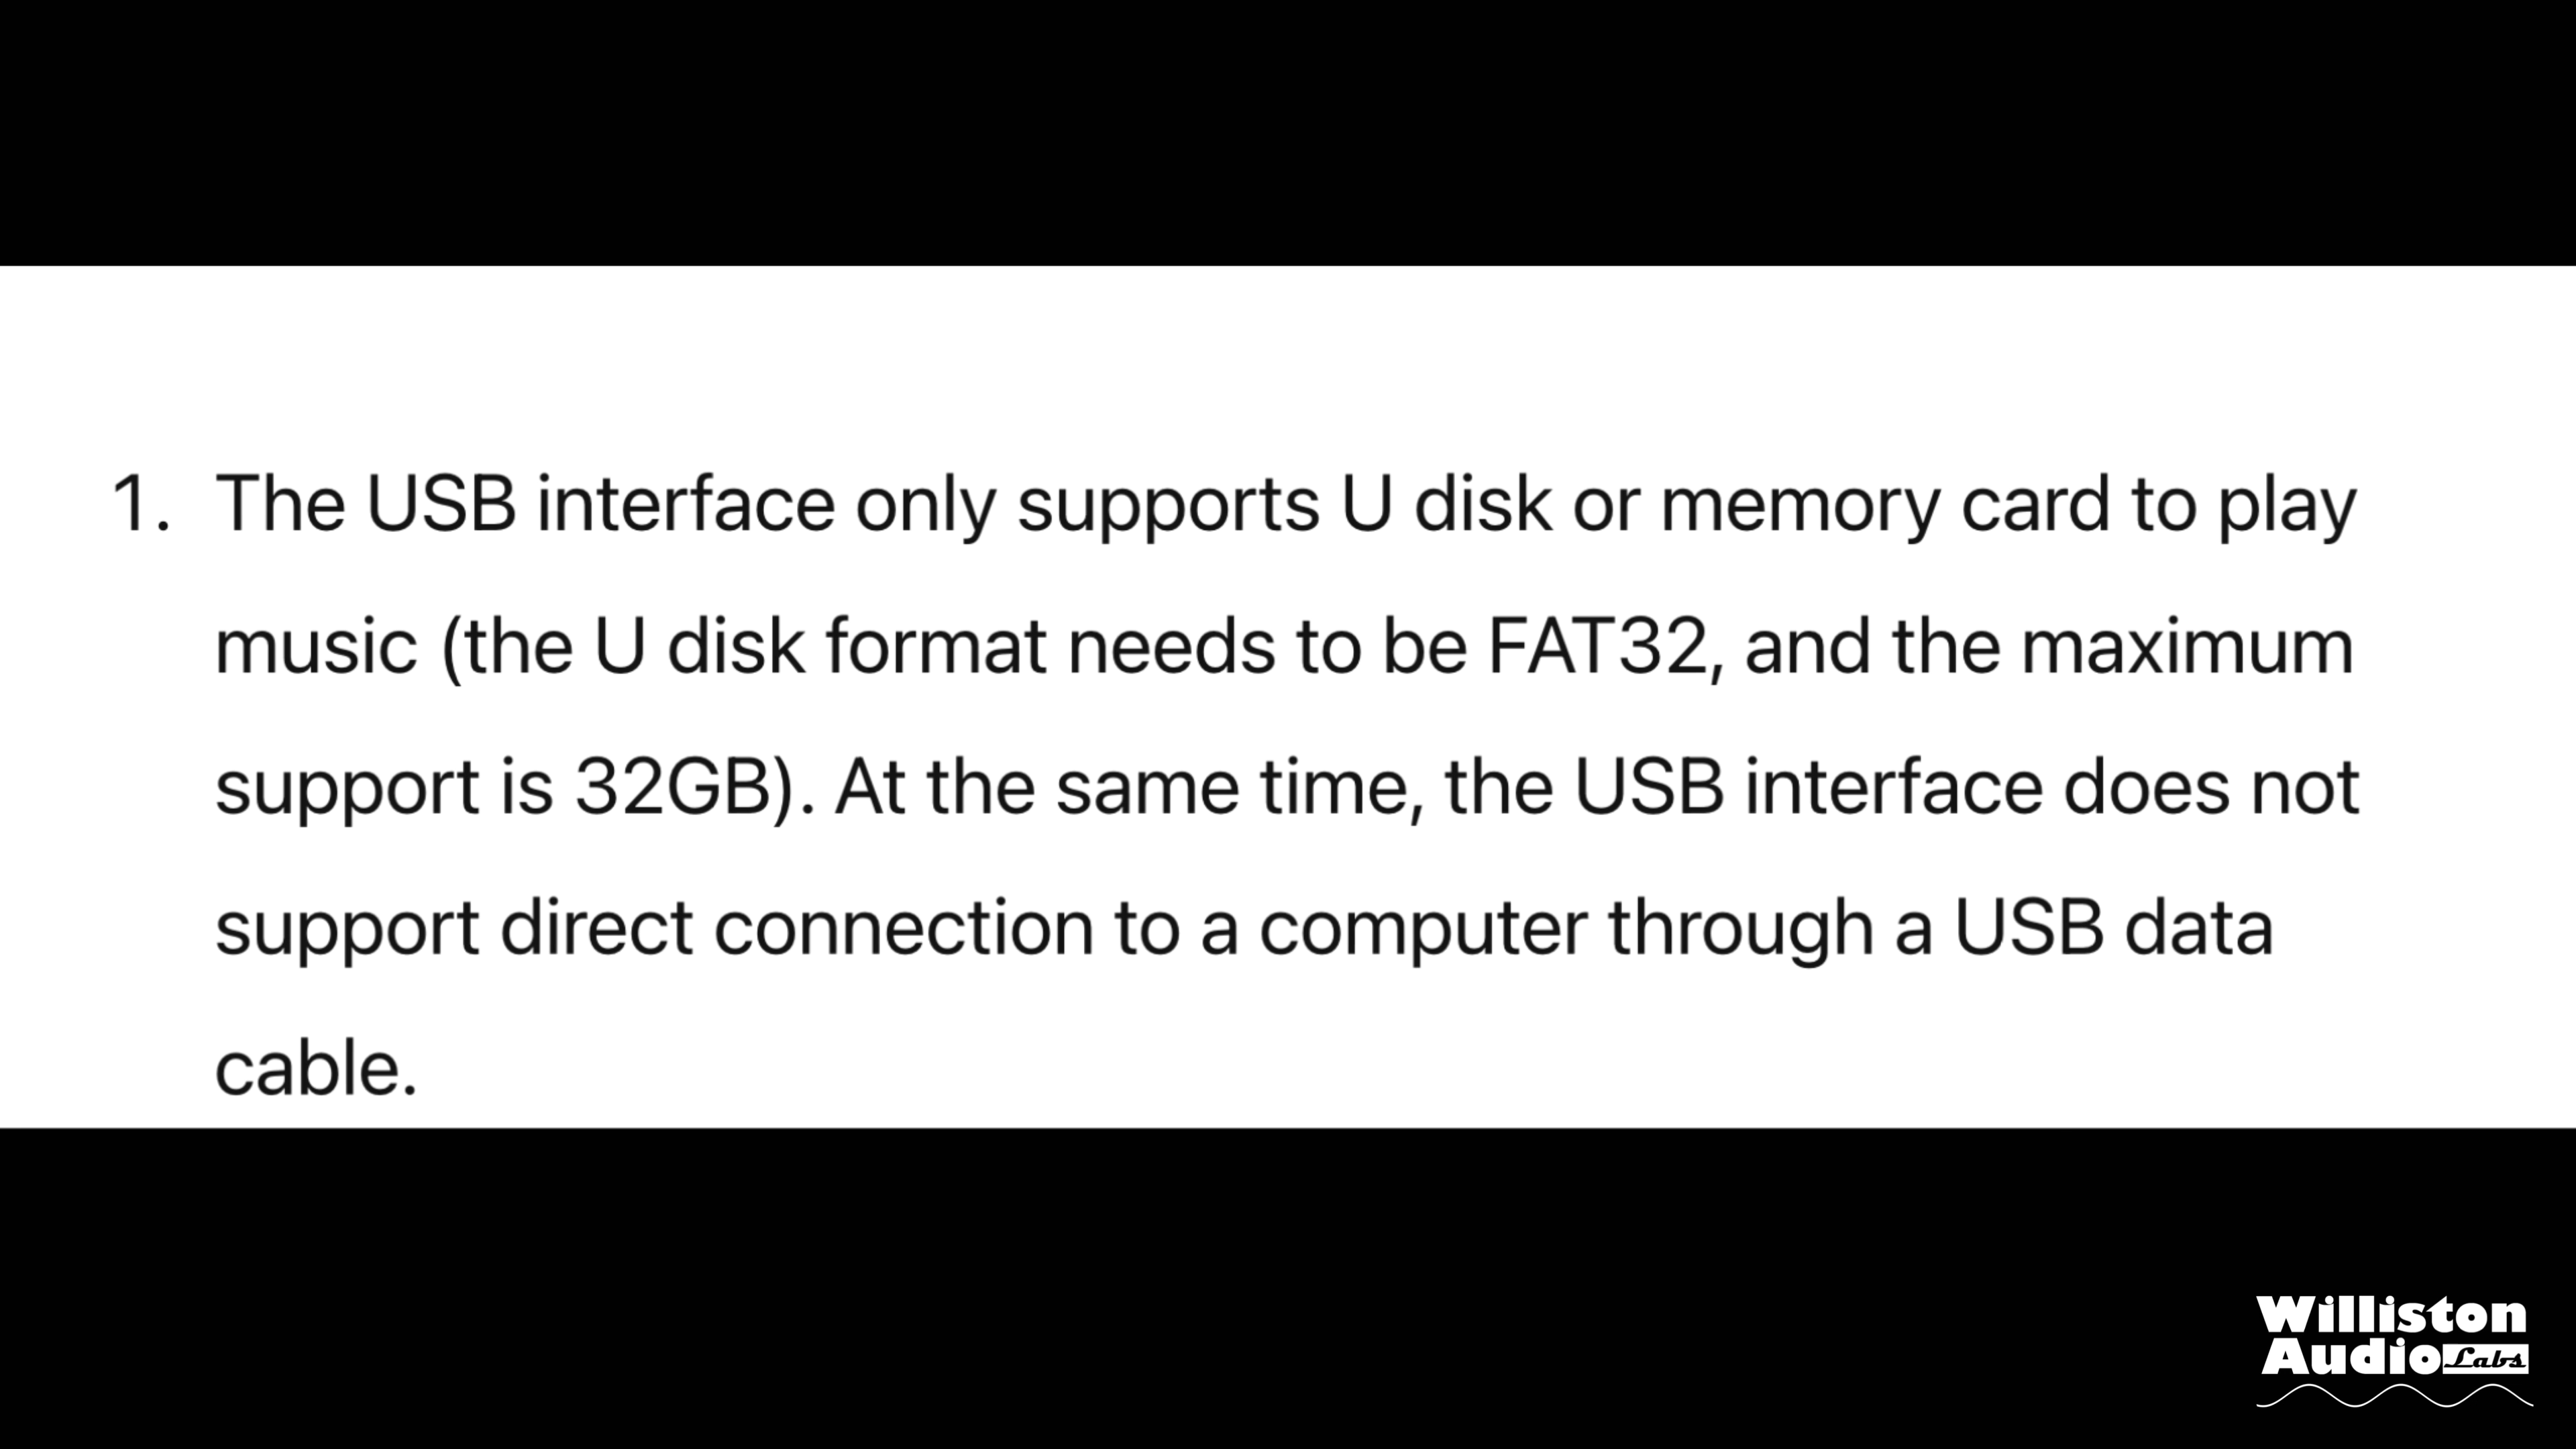 1. The USB interface only supports U disk or memory card to play
music (the U disk format needs to be FAT32, and the maximum
support is 32GB). At the same time, the USB interface does not
support direct connection to a computer through a USB data
cable.
Williston
Audio Labs